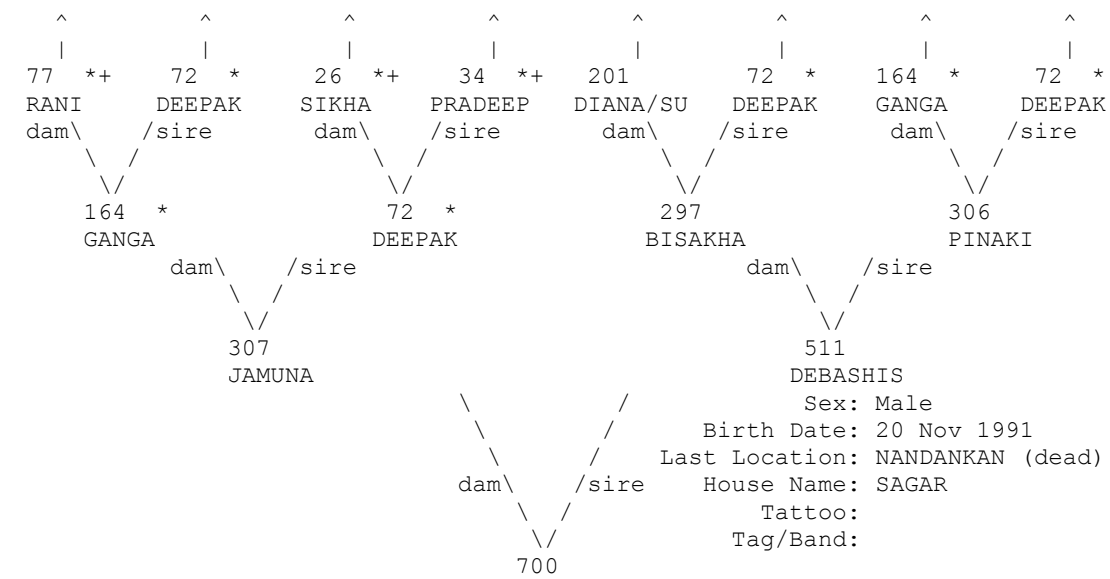 ^ ^ ^ ^ ^ ^ ^ ^
| | | | | | | |
77 *+ 72 * 26 *+ 34 *+ 201 72 * 164 * 72 *
RANI DEEPAK SIKHA PRADEEP DIANA/SU DEEPAK GANGA DEEPAK
dam\ /sire dam\ /sire dam\ /sire dam\ /sire
\ / \ / \ / \ /
\/ \/ \/ \/
164 * 72 * 297 306
GANGA DEEPAK BISAKHA PINAKI
dam\ /sire dam\ /sire
\ / \ /
\/ \/
307 511
JAMUNA DEBASHIS
\ / Sex: Male
\ / Birth Date: 20 Nov 1991
\ / Last Location: NANDANKAN (dead)
dam\ /sire House Name: SAGAR
\ / Tattoo:
\/ Tag/Band:
700